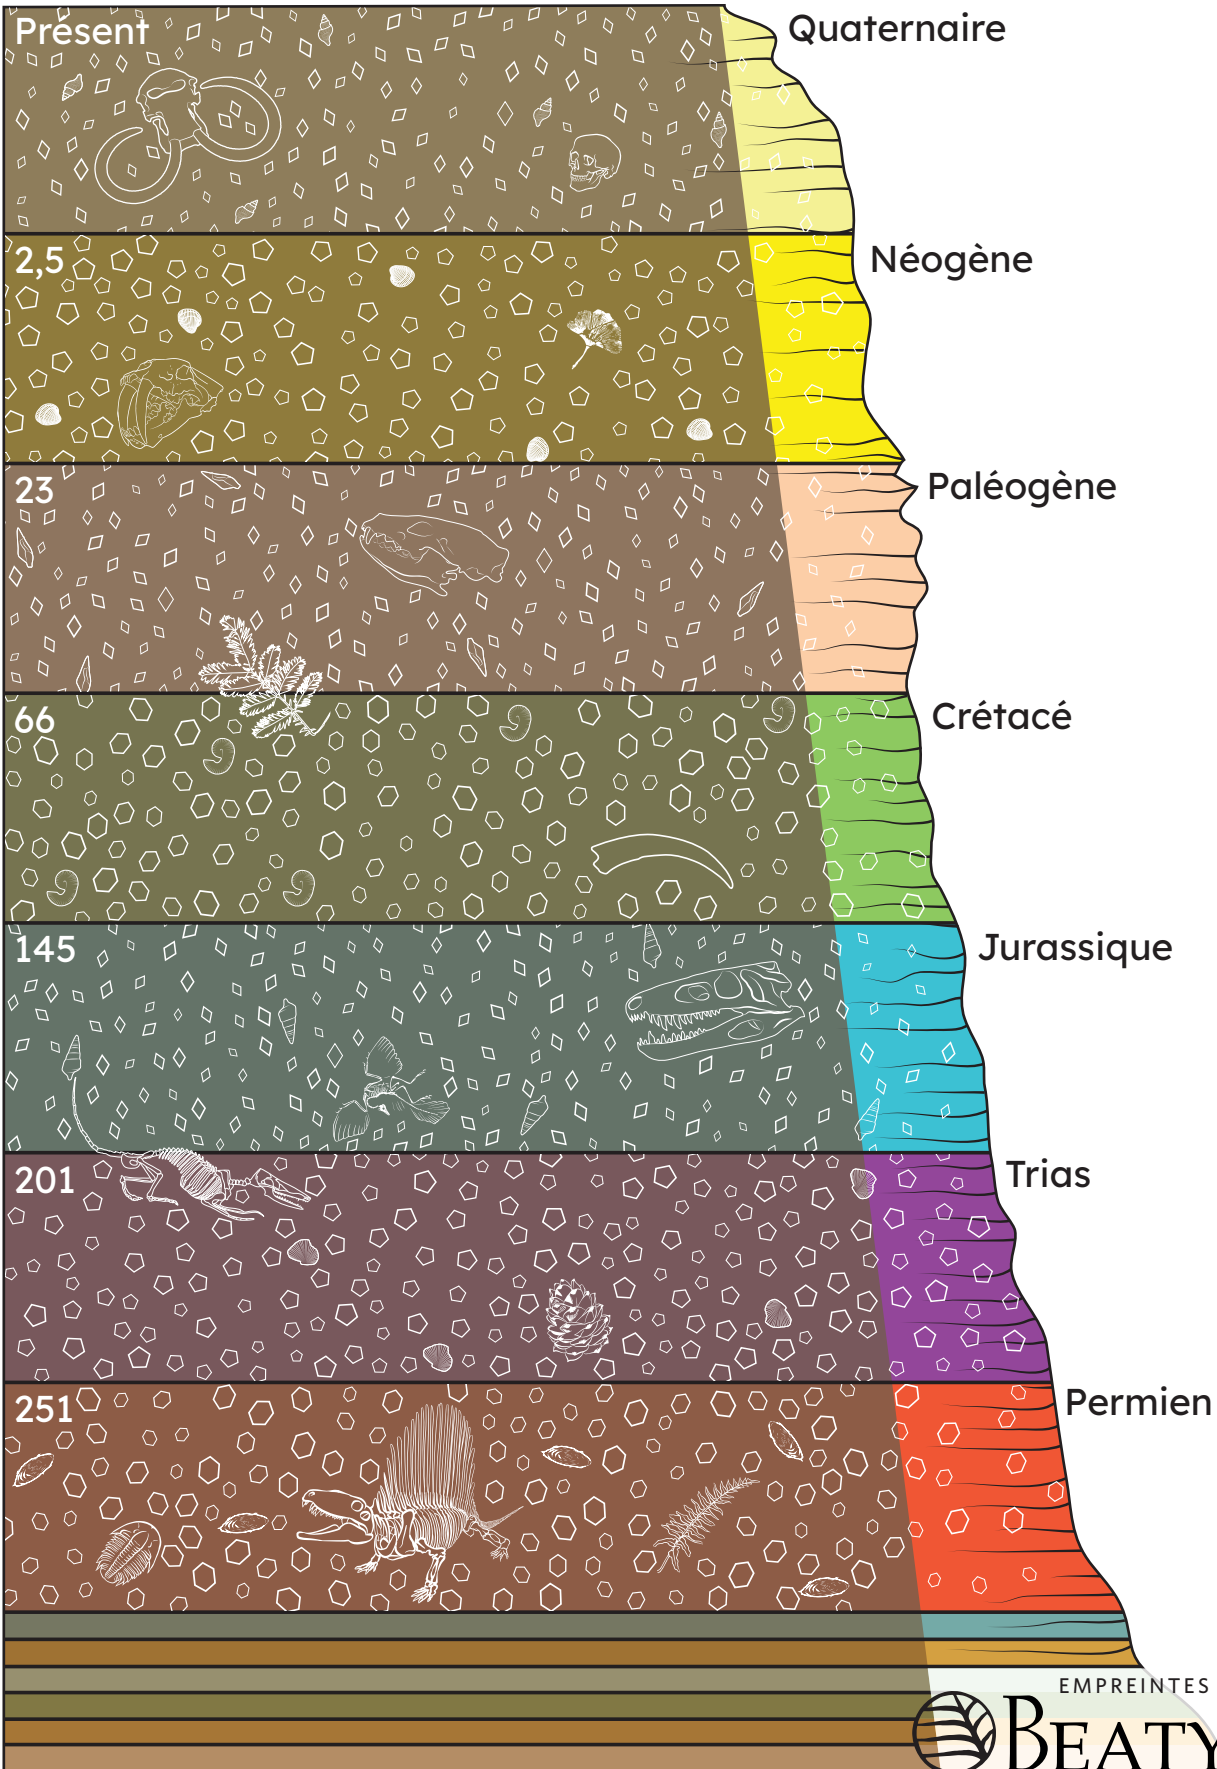 Présent
Quaternaire
2,5
Néogène
23
Paléogène
66
Crétacé
145
Jurassique
201
Trias
251
Permien
EMPREINTES
BEATY